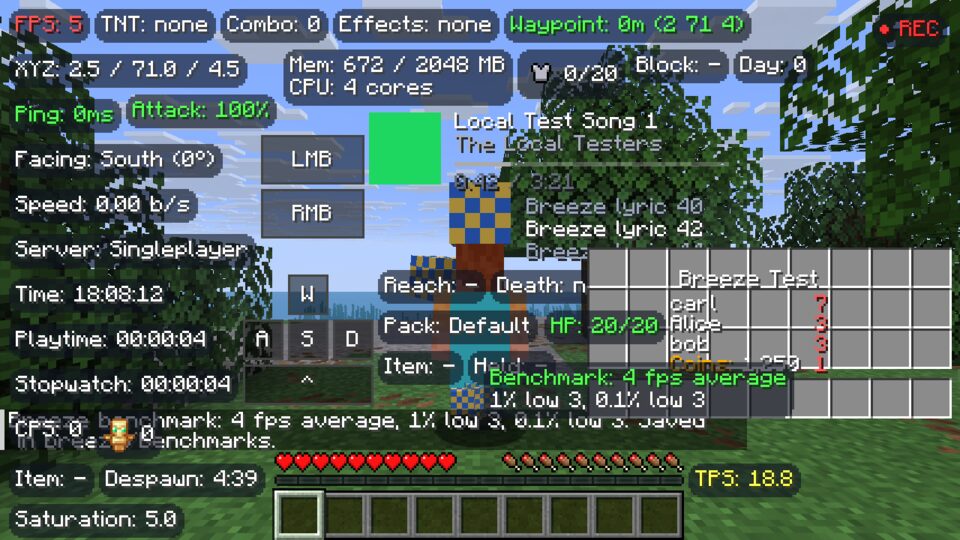 FPS: 5
TNT: none
Combo: 0
Effects: none
Waypoint: 0m (2 71 4)
REC
XYZ: 2.5 / 71.0 / 4.5
Mem: 672 / 2048 MB
CPU: 4 cores
0/20
Block: -
Day: 0
Ping: 0ms
Attack: 100%
Local Test Song 1
The Local Testers
0:42 / 3:21
Facing: South (0°)
LMB
Speed: 0.00 b/s
RMB
Breeze lyric 40
Breeze lyric 42
Breeze
Server: Singleplayer
Breeze Test
Time: 18:08:12
W
Reach: -
Death: n
carl 7
Alice 3
bob 3
Coins: 1,250 1
Playtime: 00:00:04
A
S
D
Pack: Default
HP: 20/20
Item: -
Stopwatch: 00:00:04
^
Benchmark: 4 fps average
1% low 3, 0.1% low 3
benchmark: 4 fps average, 1% low 3, 0.1% low 3. Saved
in Breeze Benchmarks.
CPS: 0
0
Item: -
Despawn: 4:39
TPS: 18.8
Saturation: 5.0